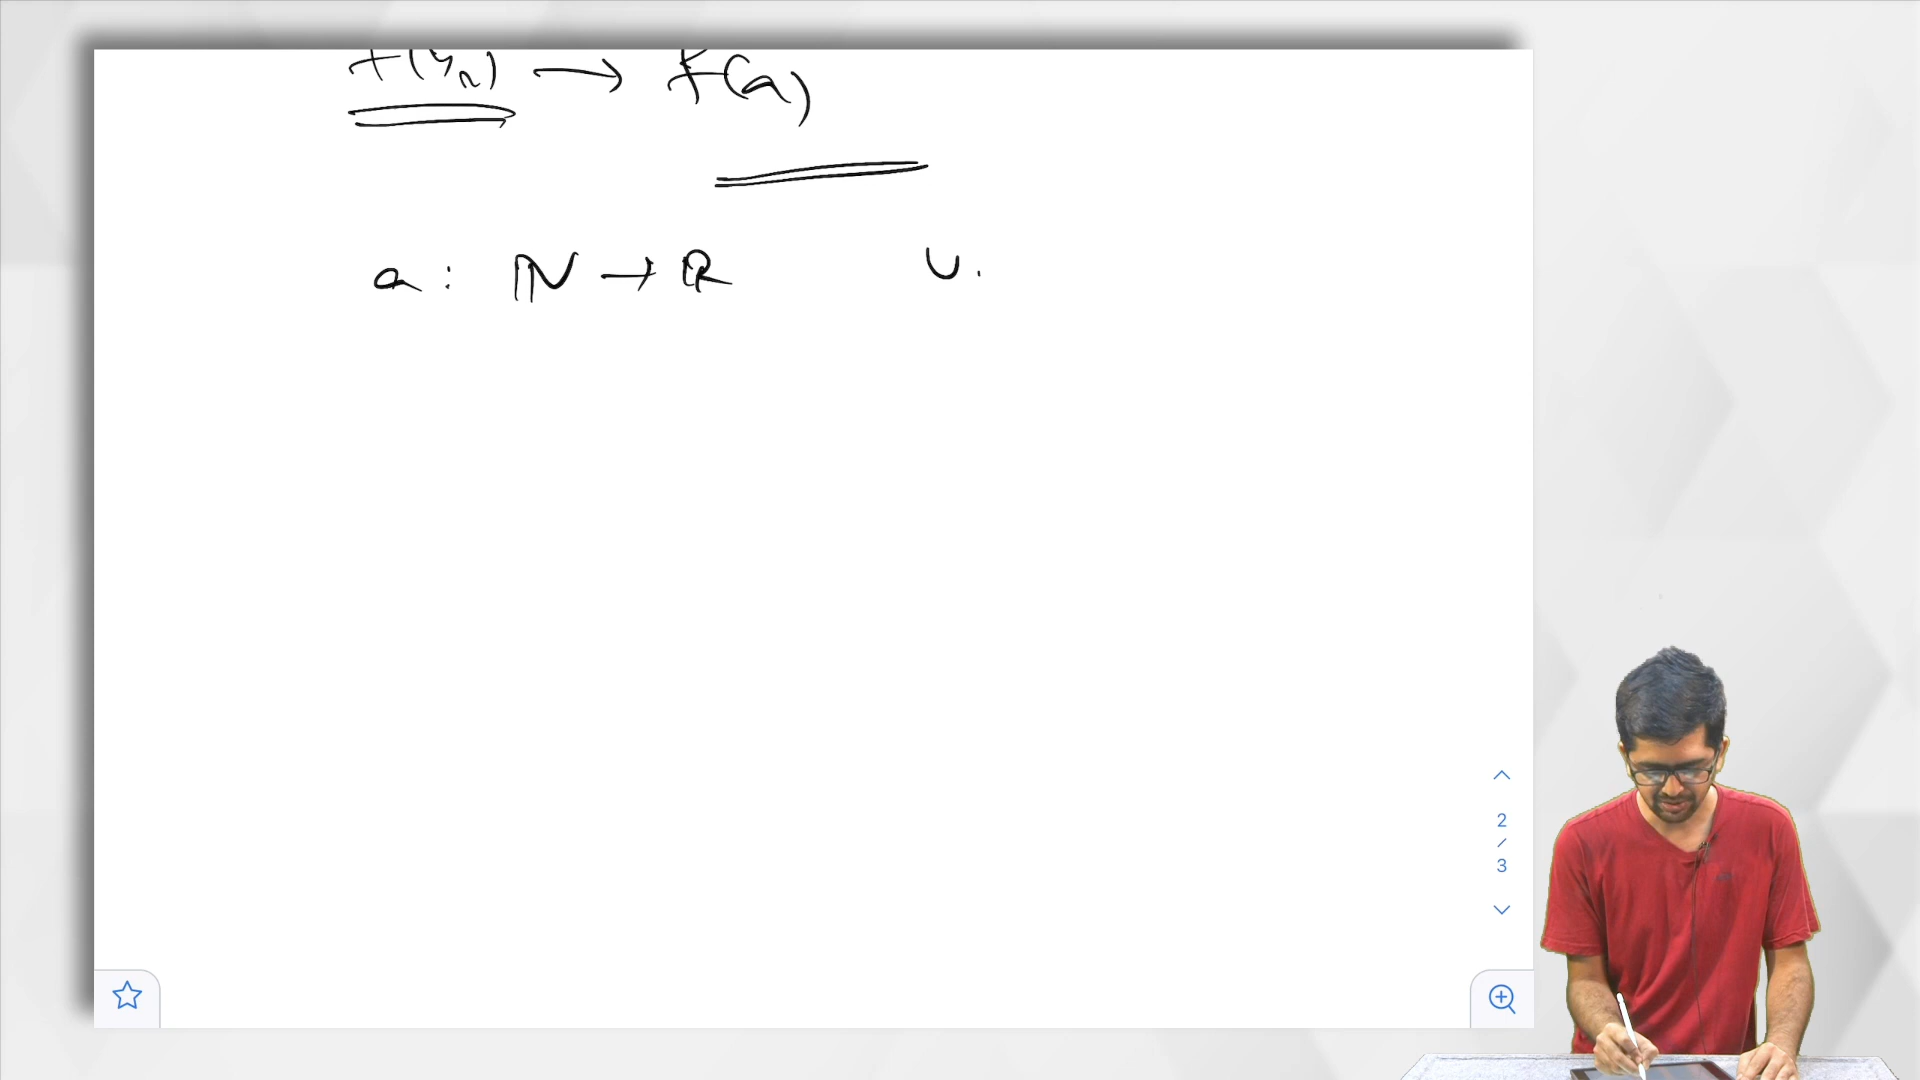 f(yₙ) → f(a)
a : ℕ → ℝ U.
2
/
3